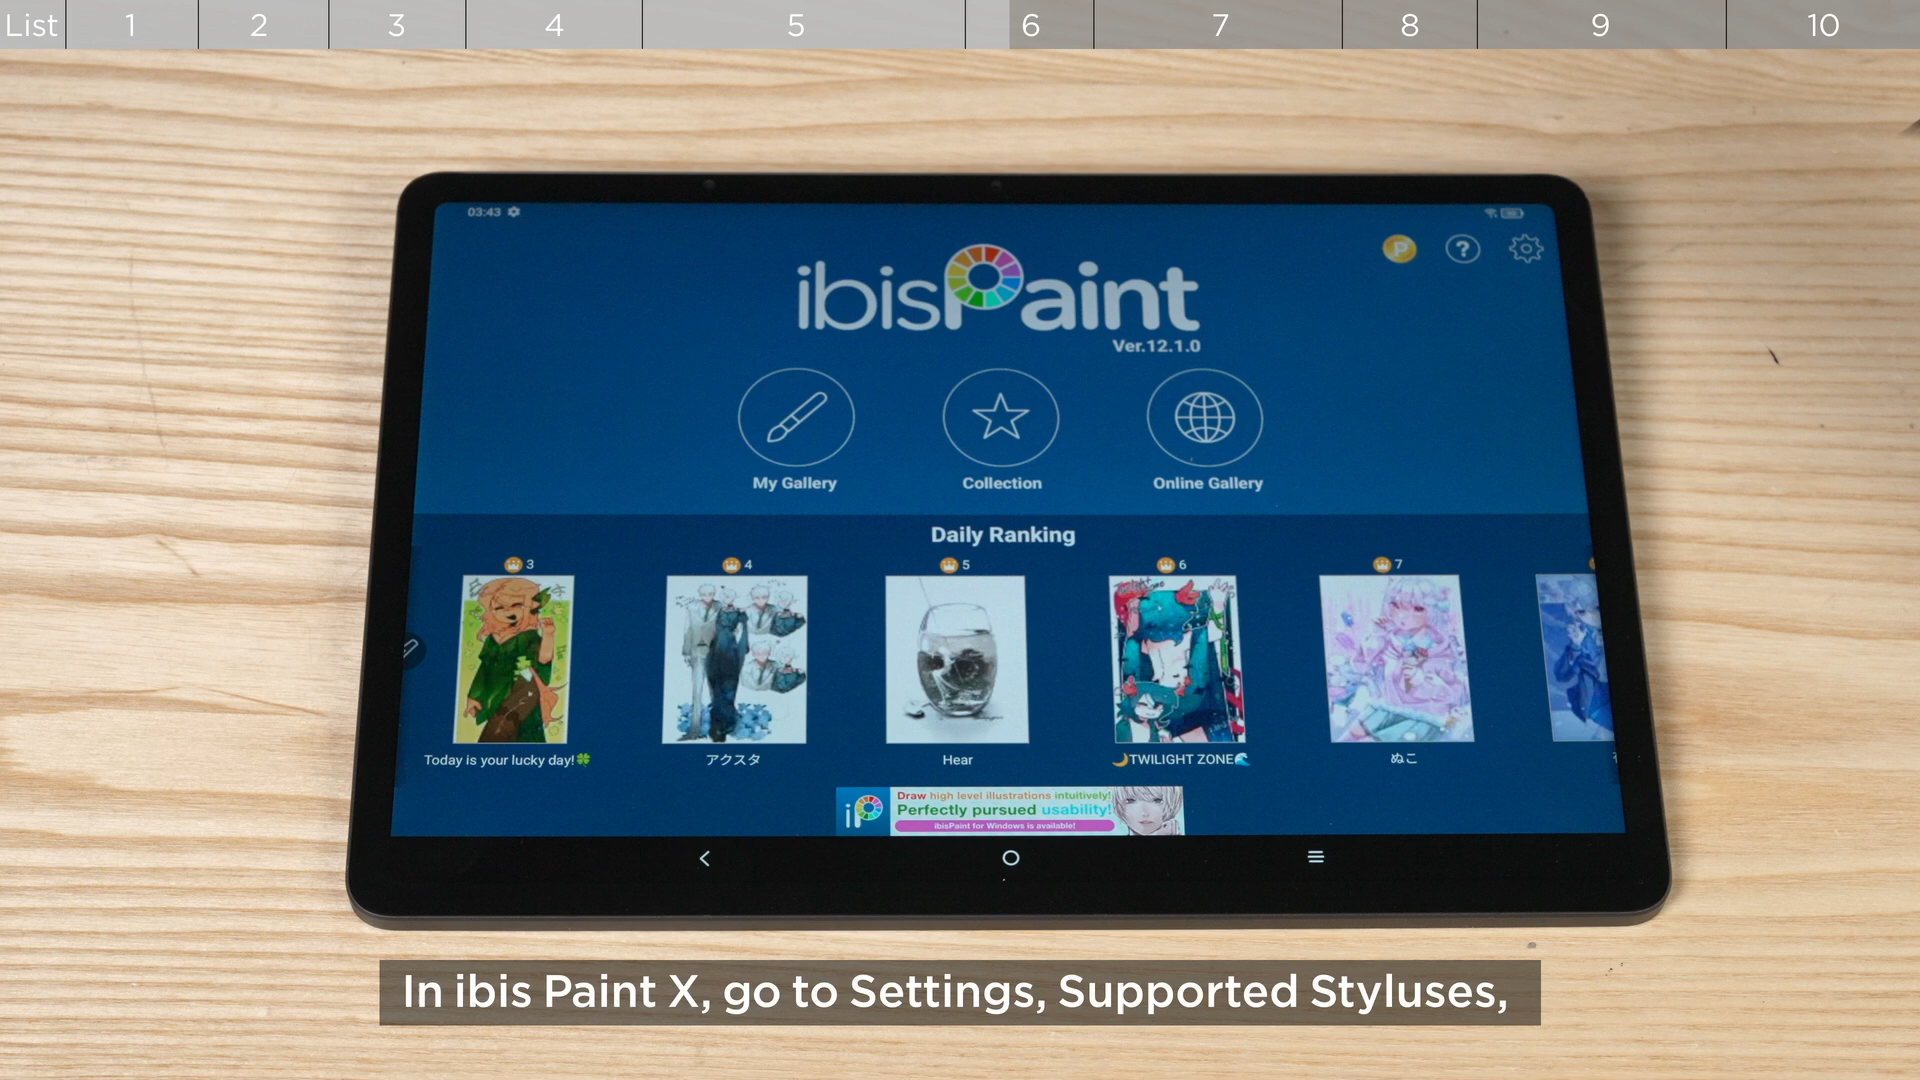 List 1 2 3 4 5 6 7 8 9 10
03:43
P ?
ibisPaint
Ver.12.1.0
My Gallery Collection Online Gallery
Daily Ranking
3 4 5 6 7
Today is your lucky day!🍀 アクスタ Hear 🌙TWILIGHT ZONE🌊 ぬこ
Draw high level illustrations intuitively!
Perfectly pursued usability!
ibisPaint for Windows is available!
In ibis Paint X, go to Settings, Supported Styluses,